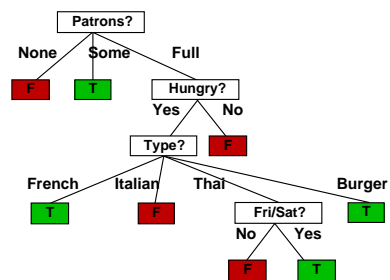 Patrons?
None Some Full
F T Hungry?
Yes No
Type? F
French Italian Thai Burger
T F Fri/Sat? T
No Yes
F T